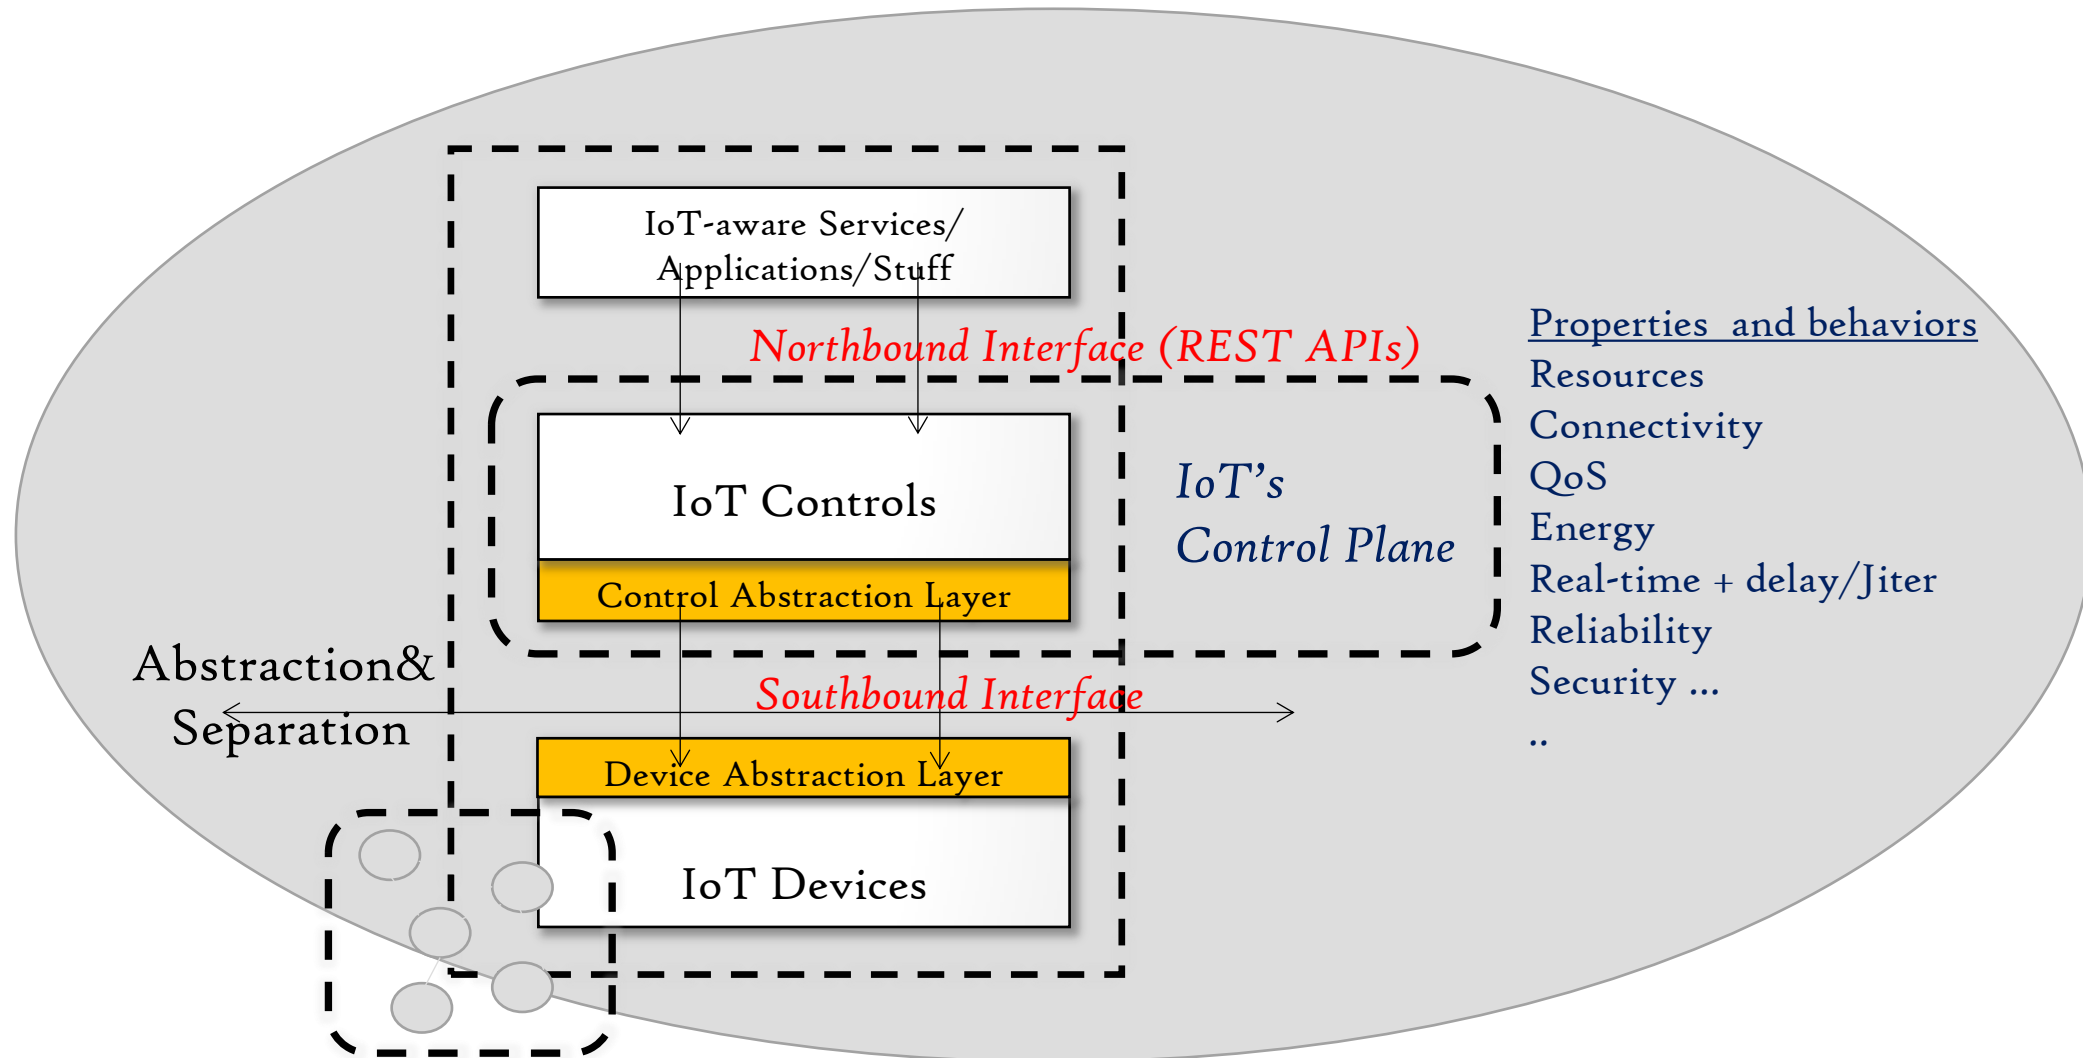 IoT-aware Services/
Applications/Stuff
Northbound Interface (REST APIs)
IoT Controls
Control Abstraction Layer
IoT's
Control Plane
Properties and behaviors
Resources
Connectivity
QoS
Energy
Real-time + delay/Jiter
Reliability
Security ...
..
Abstraction&
Separation
Southbound Interface
Device Abstraction Layer
IoT Devices